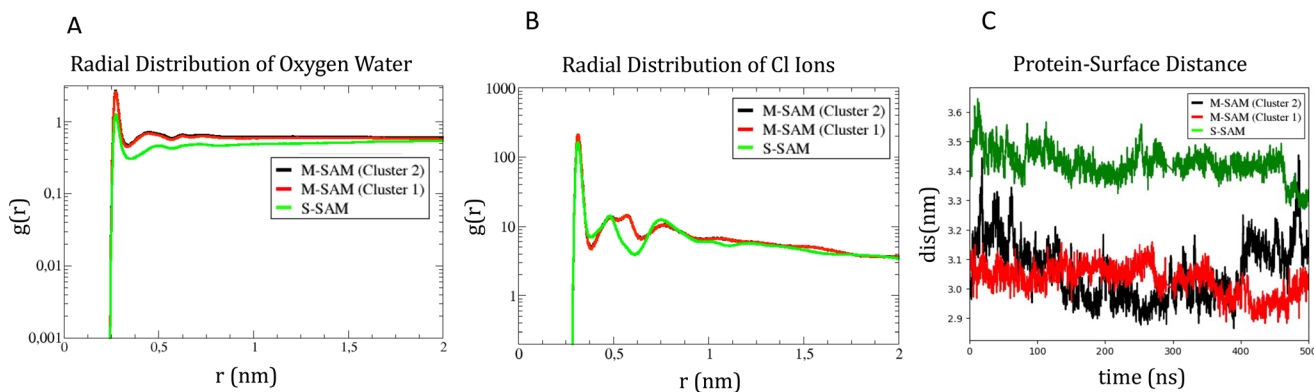 A
Radial Distribution of Oxygen Water
M-SAM (Cluster 2)
M-SAM (Cluster 1)
S-SAM
1
0,1
0,01
0,001
0
0,5
1
1,5
2
g(r)
r (nm)
B
Radial Distribution of Cl Ions
M-SAM (Cluster 2)
M-SAM (Cluster 1)
S-SAM
1000
100
10
1
0
0,5
1
1,5
2
g(r)
r (nm)
C
Protein-Surface Distance
M-SAM (Cluster 2)
M-SAM (Cluster 1)
S-SAM
3.6
3.5
3.4
3.3
3.2
3.1
3.0
2.9
0
100
200
300
400
500
dis(nm)
time (ns)